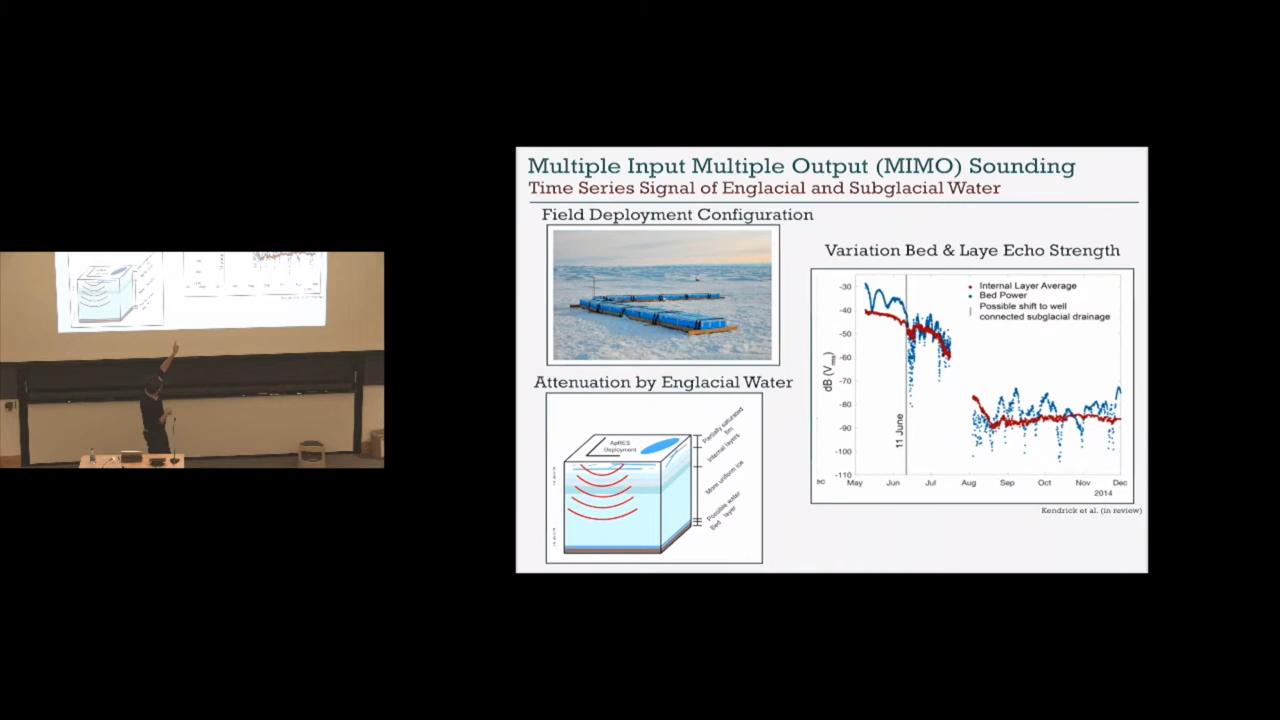 Multiple Input Multiple Output (MIMO) Sounding
Time Series Signal of Englacial and Subglacial Water
Field Deployment Configuration
Attenuation by Englacial Water
ApRES
Deployment
Partially saturated
firn
Internal layers
More uniform ice
Possible water
Bed layer
Variation Bed & Laye Echo Strength
Internal Layer Average
Bed Power
Possible shift to well
connected subglacial drainage
-30
-40
-50
-60
-70
-80
-90
-100
-110
dB (Vrms)
11 June
May Jun Jul Aug Sep Oct Nov Dec
2014
Kendrick et al. (in review)